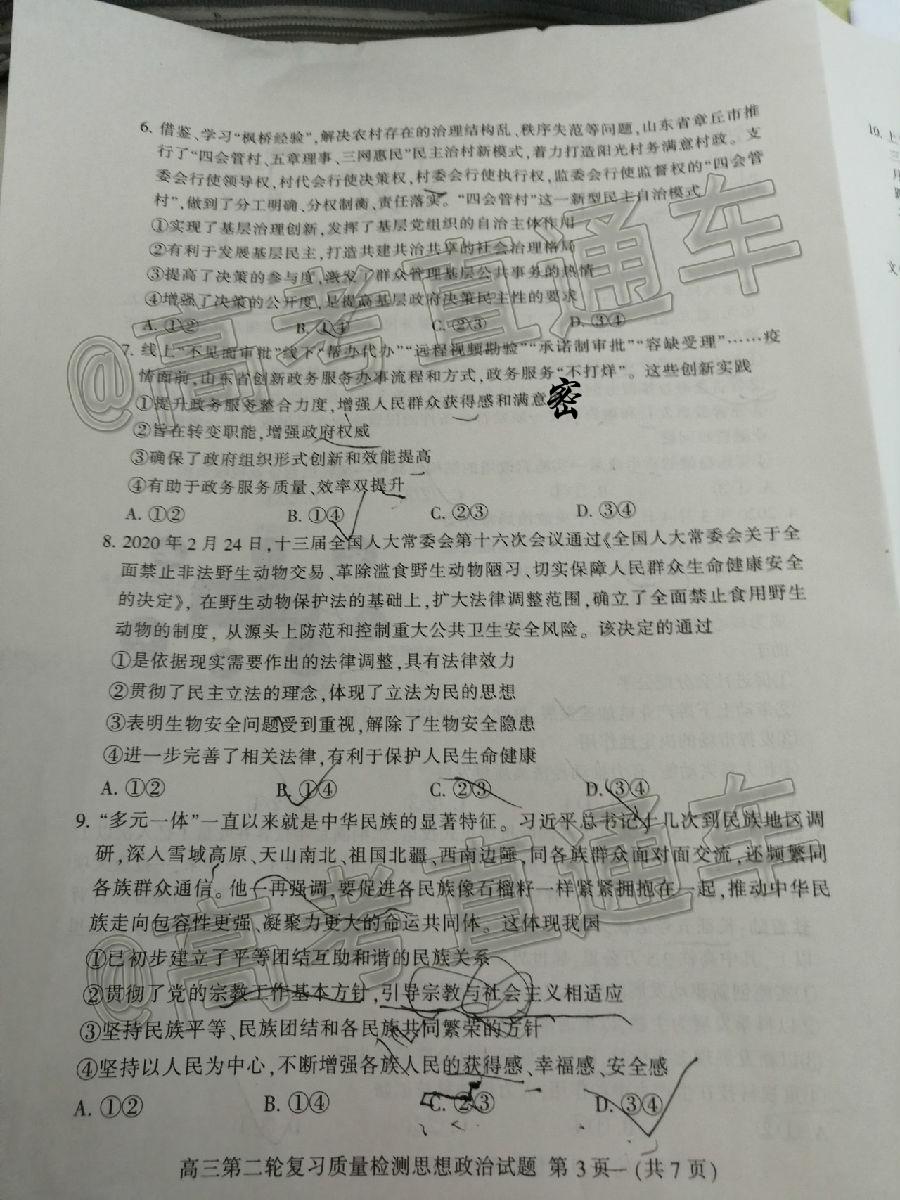 6. 借鉴、学习“枫桥经验”,解决农村存在的治理结构乱、秩序失范等问题,山东省章丘市推
行了“四会管村、五章理事、三网惠民”民主治村新模式,着力打造阳光村务满意村政。支
委会行使领导权,村代会行使决策权,村委会行使执行权,监委会行使监督权的“四会管
村”,做到了分工明确、分权制衡、责任落实。“四会管村”这一新型民主自治模式
①实现了基层治理创新,发挥了基层党组织的自治主体作用
②有利于发展基层民主,打造共建共治共享的社会治理格局
③提高了决策的参与度,激发了群众管理基层公共事务的热情
④增强了决策的公开度,是提高基层政府决策民主性的要求
A. ①② B. ①④ C. ②③ D. ③④
7. 线上“不见面审批”线下“帮办代办”“远程视频勘验”“承诺制审批”“容缺受理”……疫
情面前,山东省创新政务服务办事流程和方式,政务服务“不打烊”。这些创新实践
①提升政务服务整合力度,增强人民群众获得感和满意
密
②旨在转变职能,增强政府权威
③确保了政府组织形式创新和效能提高
④有助于政务服务质量、效率双提升
A. ①② B. ①④ C. ②③ D. ③④
8. 2020年2月24日,十三届全国人大常委会第十六次会议通过《全国人大常委会关于全
面禁止非法野生动物交易、革除滥食野生动物陋习、切实保障人民群众生命健康安全
的决定》,在野生动物保护法的基础上,扩大法律调整范围,确立了全面禁止食用野生
动物的制度,从源头上防范和控制重大公共卫生安全风险。该决定的通过
①是依据现实需要作出的法律调整,具有法律效力
②贯彻了民主立法的理念,体现了立法为民的思想
③表明生物安全问题受到重视,解除了生物安全隐患
④进一步完善了相关法律,有利于保护人民生命健康
A. ①② B. ①④ C. ②③ D. ③④
9. “多元一体”一直以来就是中华民族的显著特征。习近平总书记十几次到民族地区调
研,深入雪域高原、天山南北、祖国北疆、西南边陲,同各族群众面对面交流,还频繁同
各族群众通信。他一再强调,要促进各民族像石榴籽一样紧紧拥抱在一起,推动中华民
族走向包容性更强、凝聚力更大的命运共同体。这体现我国
①已初步建立了平等团结互助和谐的民族关系
②贯彻了党的宗教工作基本方针,引导宗教与社会主义相适应
③坚持民族平等、民族团结和各民族共同繁荣的方针
④坚持以人民为中心,不断增强各族人民的获得感、幸福感、安全感
A. ①② B. ①④ C. ②③ D. ③④
高三第二轮复习质量检测思想政治试题 第3页 (共7页)
@高考直通车
@高考直通车
10. 上
三
月